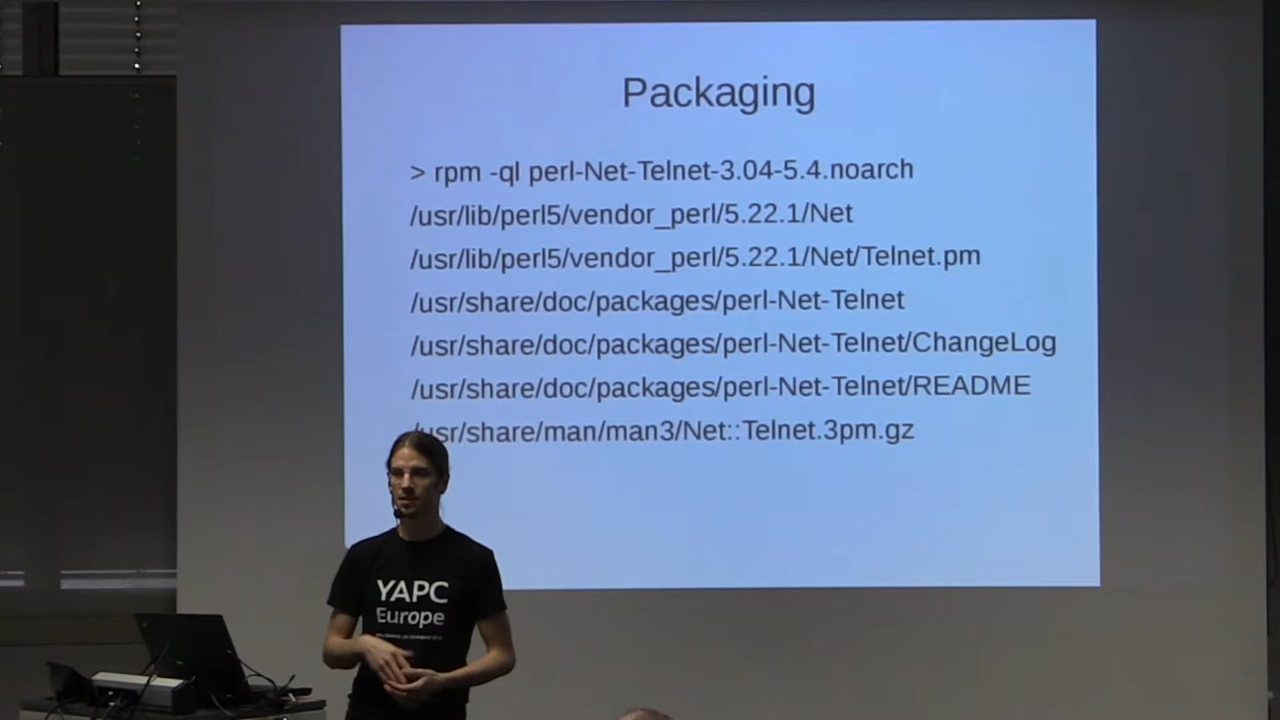 Packaging
> rpm -ql perl-Net-Telnet-3.04-5.4.noarch
/usr/lib/perl5/vendor_perl/5.22.1/Net
/usr/lib/perl5/vendor_perl/5.22.1/Net/Telnet.pm
/usr/share/doc/packages/perl-Net-Telnet
/usr/share/doc/packages/perl-Net-Telnet/ChangeLog
/usr/share/doc/packages/perl-Net-Telnet/README
/usr/share/man/man3/Net::Telnet.3pm.gz
YAPC
Europe